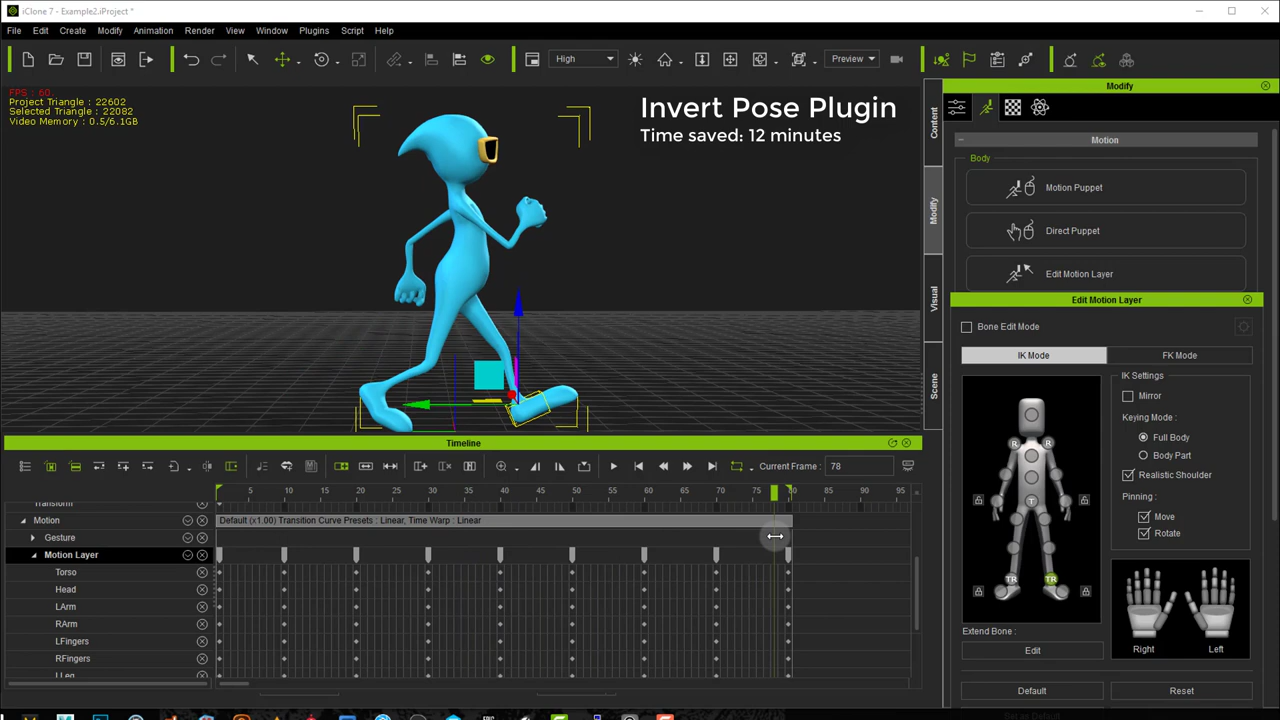 iClone 7 - Example2.iProject *
File Edit Create Modify Animation Render View Window Plugins Script Help
High
Preview
FPS : 60.
Project Triangle : 22602
Selected Triangle : 22082
Video Memory : 0.5/6.1GB
Invert Pose Plugin
Time saved: 12 minutes
Content
Modify
Visual
Scene
Modify
Motion
Body
Motion Puppet
Direct Puppet
Edit Motion Layer
Edit Motion Layer
Bone Edit Mode
IK Mode FK Mode
IK Settings
Mirror
Keying Mode :
Full Body
Body Part
Realistic Shoulder
Pinning :
Move
Rotate
R R
T
TR TR
Extend Bone :
Edit
Right Left
Default Reset
Timeline
Current Frame : 78
5 10 15 20 25 30 35 40 45 50 55 60 65 70 75 80 85 90 95
Transform
Motion
Default (x1.00) Transition Curve Presets : Linear, Time Warp : Linear
Gesture
Motion Layer
Torso
Head
LArm
RArm
LFingers
RFingers
LLeg